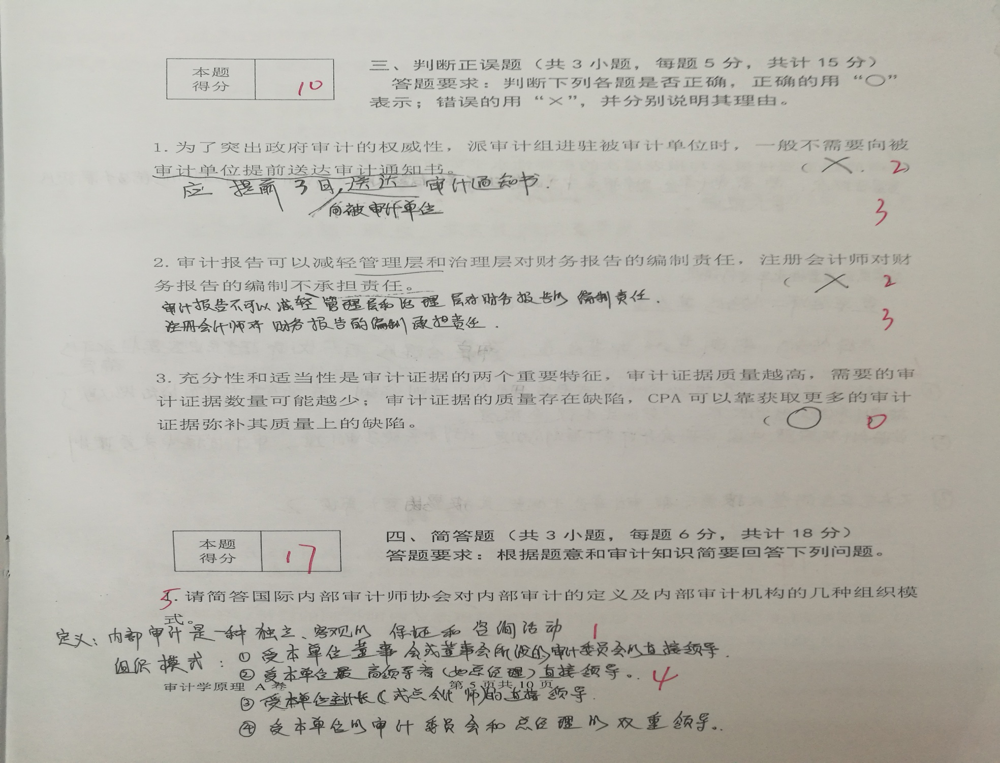 本题
得分
10
三、判断正误题（共 3 小题，每题 5 分，共计 15 分）
答题要求：判断下列各题是否正确，正确的用“○”
表示；错误的用“×”，并分别说明其理由。
1. 为了突出政府审计的权威性，派审计组进驻被审计单位时，一般不需要向被
审计单位提前送达审计通知书。
（ × . 2）
应 提前 3日,送达 审计通知书.
向被审计单位
3
2. 审计报告可以减轻管理层和治理层对财务报告的编制责任，注册会计师对财
务报告的编制不承担责任。
（ × 2
审计报告不可以减轻管理层和治理层对财务报告的编制责任.
注册会计师对财务报告的编制承担责任.
3
3. 充分性和适当性是审计证据的两个重要特征，审计证据质量越高，需要的审
计证据数量可能越少；审计证据的质量存在缺陷，CPA 可以靠获取更多的审计
证据弥补其质量上的缺陷。
（ ○ 0
本题
得分
17
四、简答题（共 3 小题，每题 6 分，共计 18 分）
答题要求：根据题意和审计知识简要回答下列问题。
5
1. 请简答国际内部审计师协会对内部审计的定义及内部审计机构的几种组织模
式。
定义：内部审计是一种独立、客观的 保证和 咨询活动 1
组织模式：① 受本单位董事会或董事会所设的审计委员会的直接领导.
② 受本单位最高领导者（如总经理）直接领导。 4
审计学原理 A 卷
第 5 页共 10 页
③ 受本单位主计长（或总会计师）的直接领导.
④ 受本单位的审计委员会和总经理的双重领导。